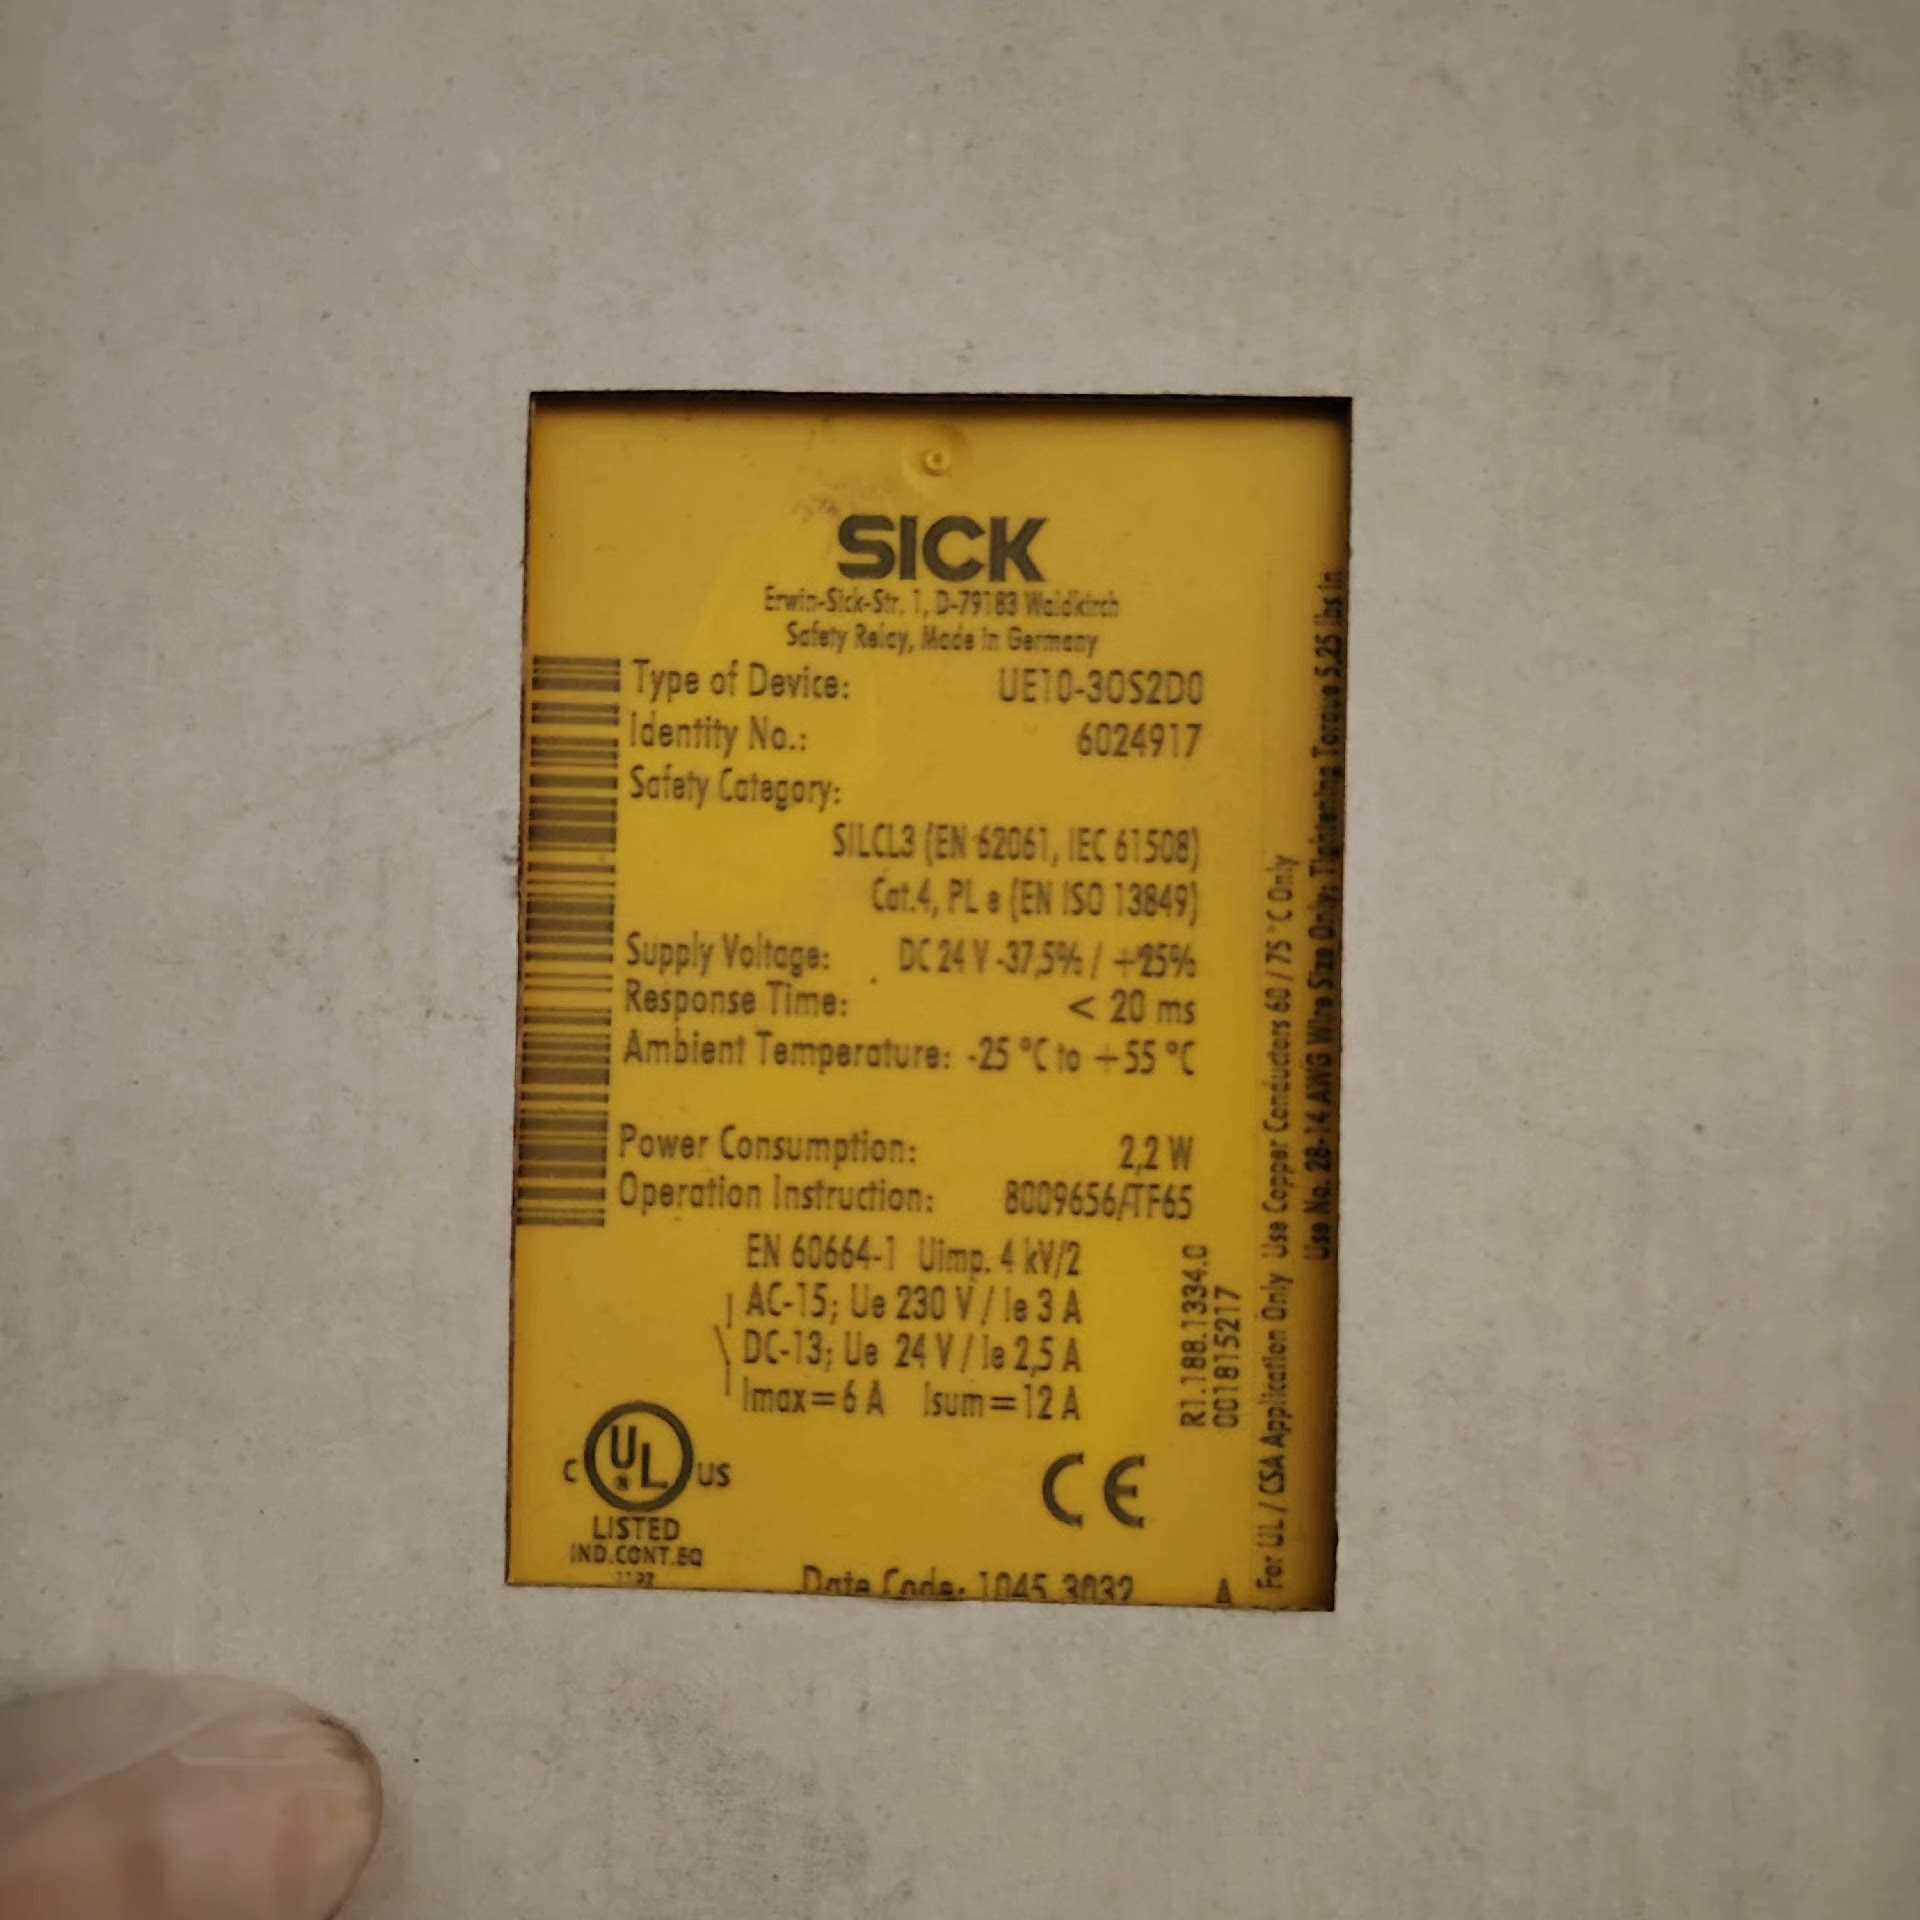 SICK
Erwin-Sick-Str. 1, D-79183 Waldkirch
Safety Relay, Made in Germany
Type of Device: UE10-3OS2D0
Identity No.: 6024917
Safety Category:
SILCL3 (EN 62061, IEC 61508)
Cat.4, PL e (EN ISO 13849)
Supply Voltage: DC 24 V -37,5% / +25%
Response Time: < 20 ms
Ambient Temperature: -25 °C to +55 °C
Power Consumption: 2,2 W
Operation Instruction: 8009656/TF65
EN 60664-1 Uimp. 4 kV/2
AC-15; Ue 230 V / Ie 3 A
DC-13; Ue 24 V / Ie 2,5 A
Imax=6 A Isum=12 A
C UL US
LISTED
IND.CONT.EQ
CE
Date Code: 1045 3032
A
R1.188.1334.0
001815217
For UL / CSA Application Only Use Copper Conductors 60 / 75 °C Only
Use No. 28-14 AWG Wire Size Only; Tightening Torque 5.25 lbs in